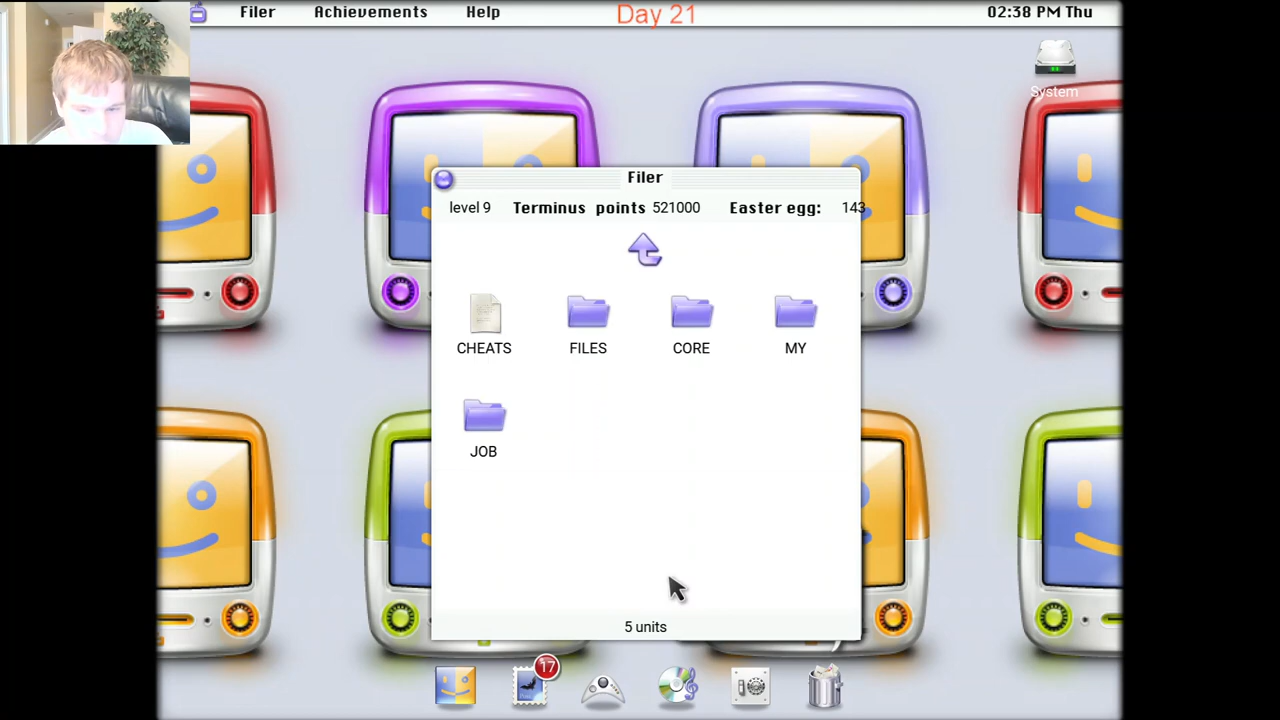 Filer Achievements Help Day 21 02:38 PM Thu
System
Filer
level 9 Terminus points 521000 Easter egg: 143
CHEATS FILES CORE MY
JOB
5 units
17